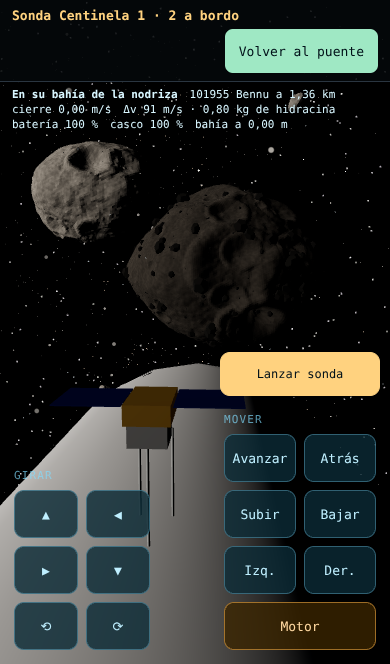 Sonda Centinela 1 · 2 a bordo
Volver al puente
En su bahía de la nodriza 101955 Bennu a 1,36 km ·
cierre 0,00 m/s Δv 91 m/s · 0,80 kg de hidracina
batería 100 % casco 100 % bahía a 0,00 m
Lanzar sonda
MOVER
Avanzar Atrás
GIRAR
▲ ◀ Subir Bajar
▶ ▼ Izq. Der.
⟲ ⟳ Motor